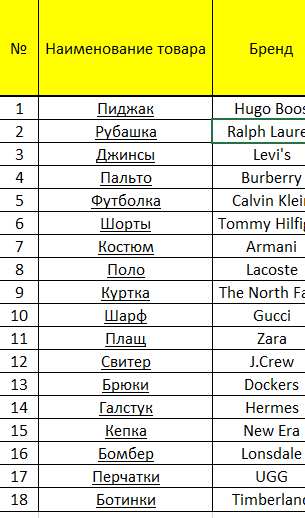 № Наименование товара Бренд
1 Пиджак Hugo Boos
2 Рубашка Ralph Laure
3 Джинсы Levi's
4 Пальто Burberry
5 Футболка Calvin Klei
6 Шорты Tommy Hilfig
7 Костюм Armani
8 Поло Lacoste
9 Куртка The North Fa
10 Шарф Gucci
11 Плащ Zara
12 Свитер J.Crew
13 Брюки Dockers
14 Галстук Hermes
15 Кепка New Era
16 Бомбер Lonsdale
17 Перчатки UGG
18 Ботинки Timberland